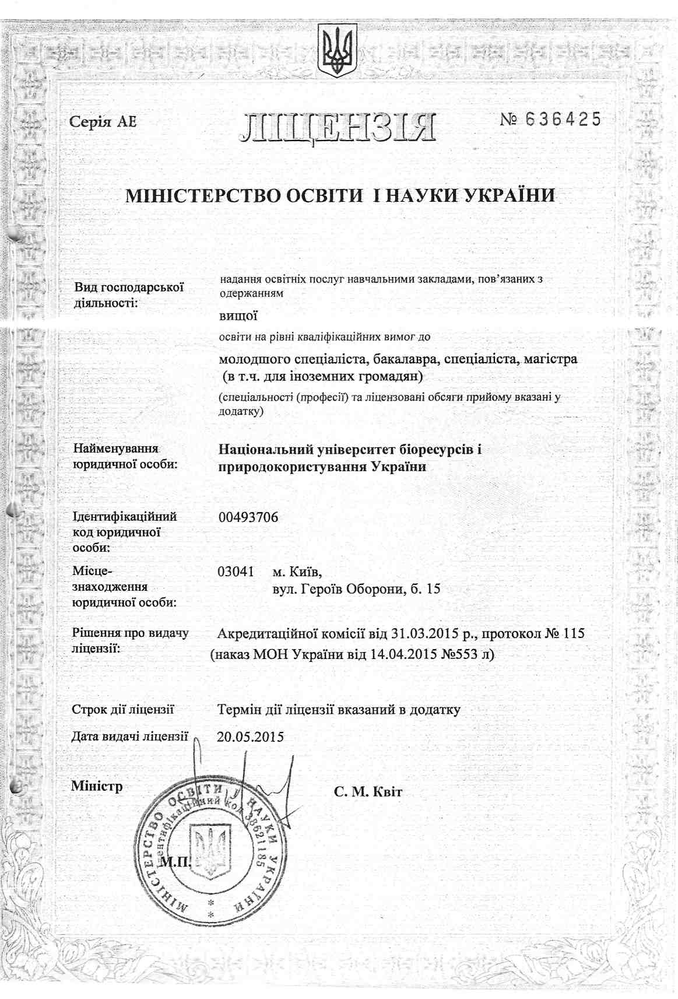 Серія АЕ ЛІЦЕНЗІЯ № 636425
МІНІСТЕРСТВО ОСВІТИ І НАУКИ УКРАЇНИ
Вид господарської
діяльності:
надання освітніх послуг навчальними закладами, пов’язаних з
одержанням
вищої
освіти на рівні кваліфікаційних вимог до
молодшого спеціаліста, бакалавра, спеціаліста, магістра
(в т.ч. для іноземних громадян)
(спеціальності (професії) та ліцензовані обсяги прийому вказані у
додатку)
Найменування
юридичної особи:
Національний університет біоресурсів і
природокористування України
Ідентифікаційний
код юридичної
особи:
00493706
Місце-
знаходження
юридичної особи:
03041 м. Київ,
вул. Героїв Оборони, б. 15
Рішення про видачу
ліцензії:
Акредитаційної комісії від 31.03.2015 р., протокол № 115
(наказ МОН України від 14.04.2015 №553 л)
Строк дії ліцензії Термін дії ліцензії вказаний в додатку
Дата видачі ліцензії 20.05.2015
Міністр С. М. Квіт
М.П.
МІНІСТЕРСТВО ОСВІТИ І НАУКИ УКРАЇНИ
Ідентифікаційний код 38621185